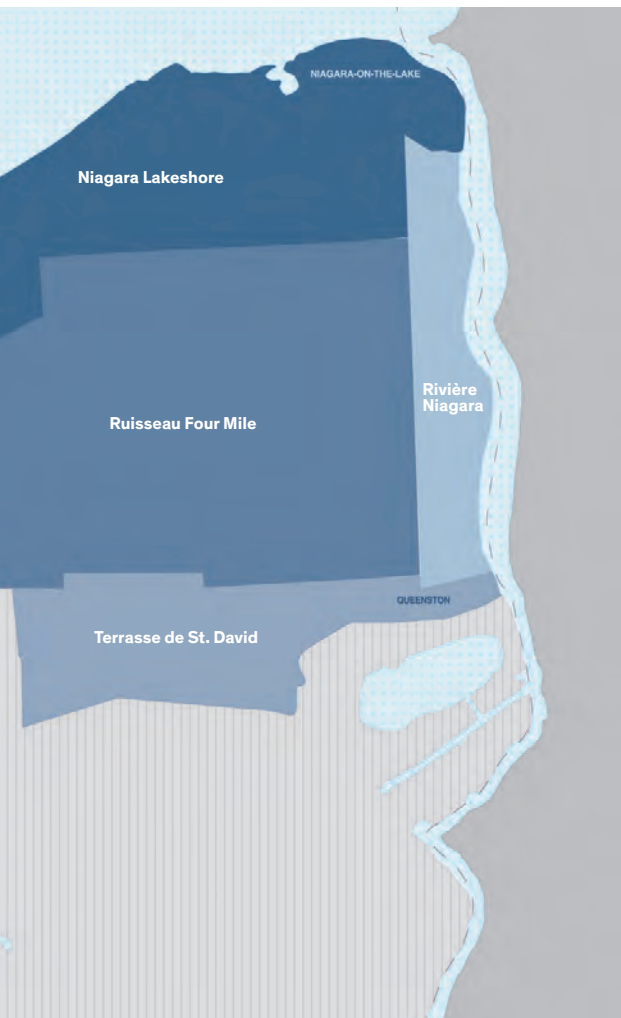 NIAGARA-ON-THE-LAKE
Niagara Lakeshore
Rivière
Niagara
Ruisseau Four Mile
QUEENSTON
Terrasse de St. David